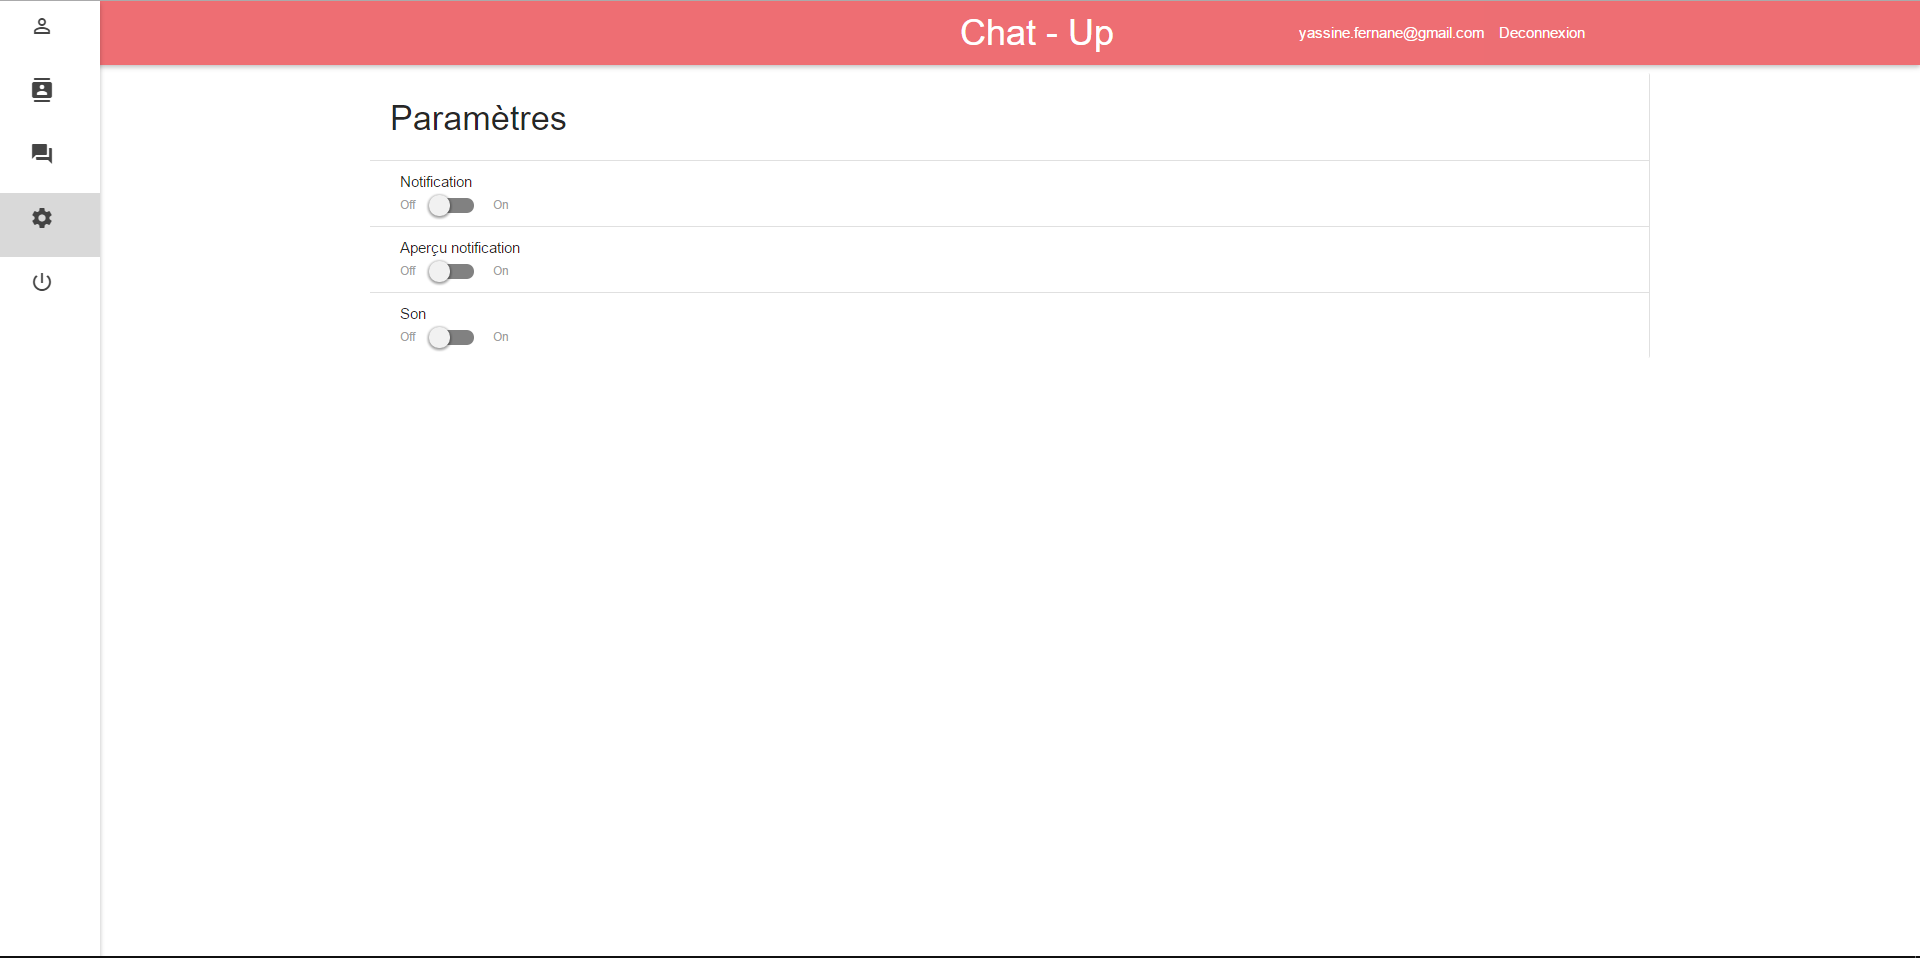 Chat - Up
yassine.fernane@gmail.com Deconnexion
Paramètres
Notification
Off On
Aperçu notification
Off On
Son
Off On